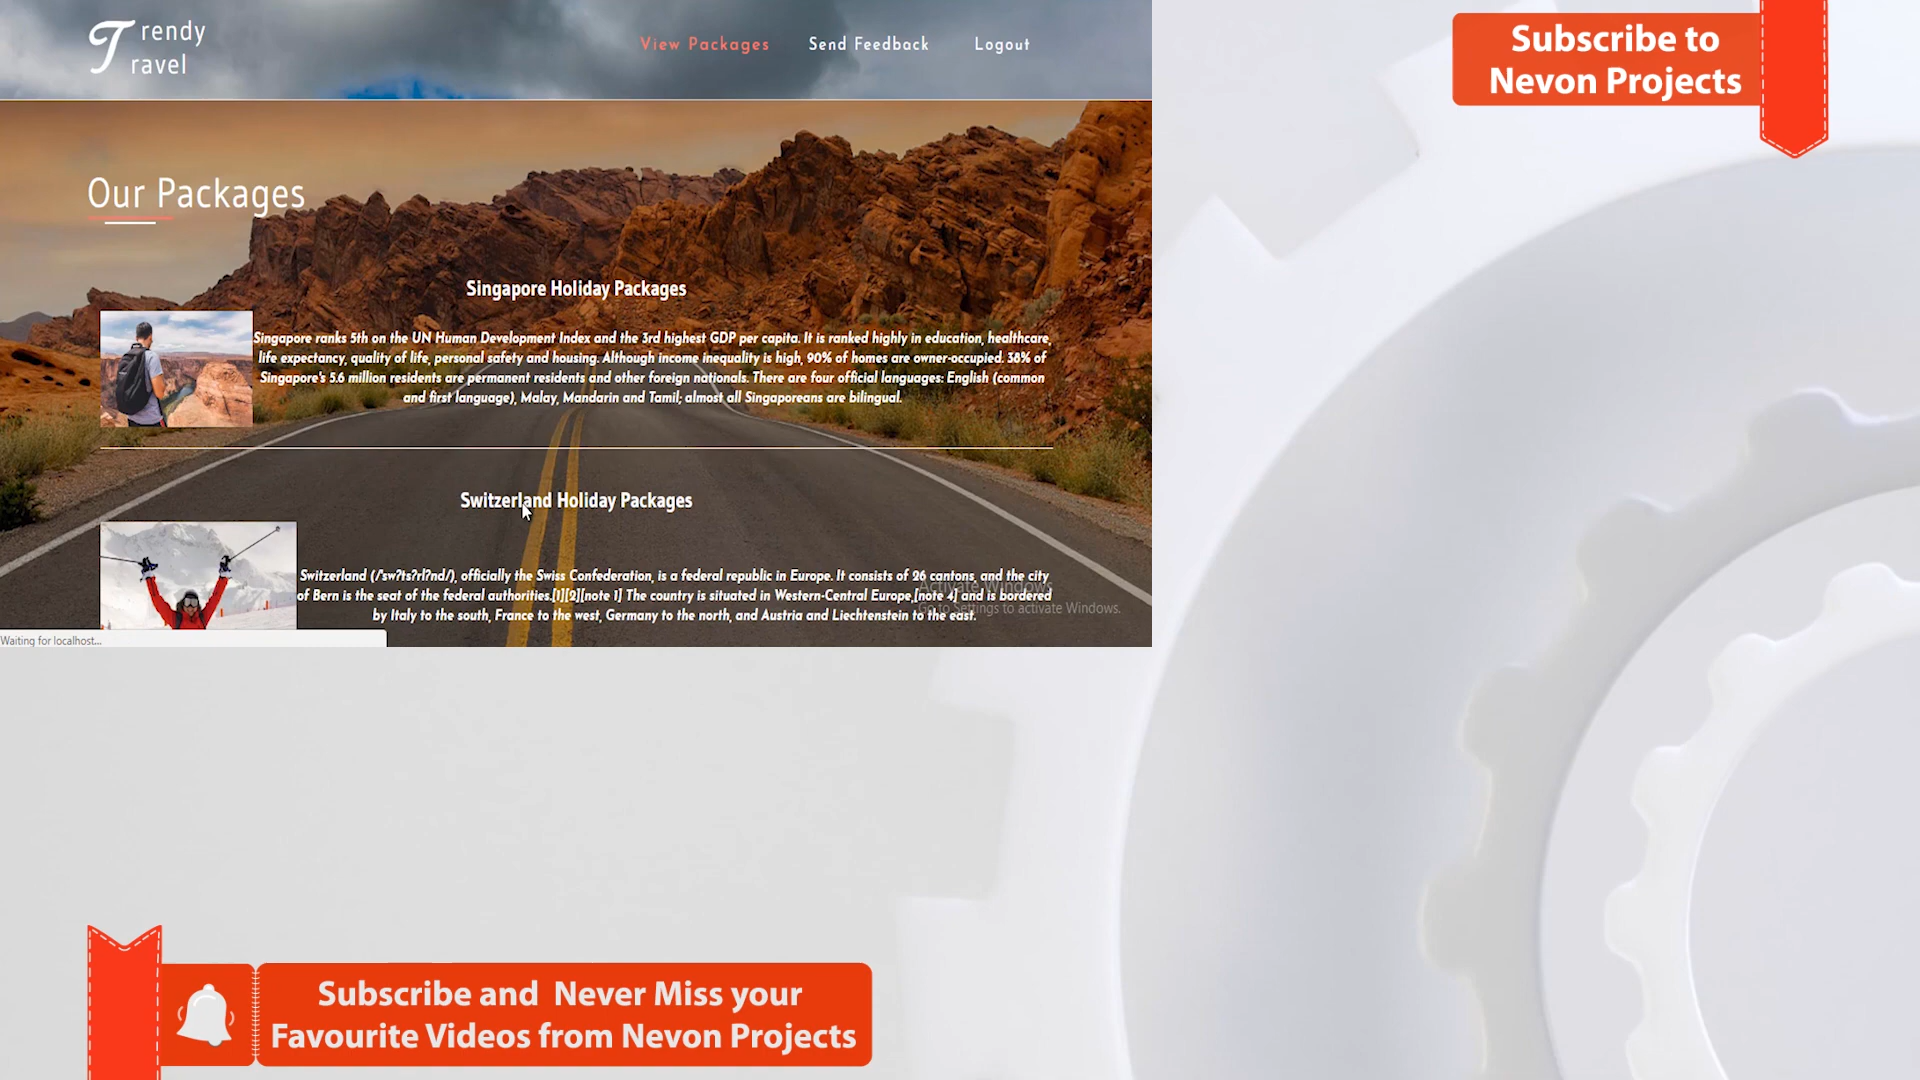 Trendy
Travel
View Packages
Send Feedback
Logout
Subscribe to
Nevon Projects
Our Packages
Singapore Holiday Packages
Singapore ranks 5th on the UN Human Development Index and the 3rd highest GDP per capita. It is ranked highly in education, healthcare,
life expectancy, quality of life, personal safety and housing. Although income inequality is high, 90% of homes are owner-occupied. 38% of
Singapore's 5.6 million residents are permanent residents and other foreign nationals. There are four official languages: English (common
and first language), Malay, Mandarin and Tamil; almost all Singaporeans are bilingual.
Switzerland Holiday Packages
Switzerland (/'sw?ts?rl?nd/), officially the Swiss Confederation, is a federal republic in Europe. It consists of 26 cantons, and the city
of Bern is the seat of the federal authorities.[1][2][note 1] The country is situated in Western-Central Europe,[note 4] and is bordered
by Italy to the south, France to the west, Germany to the north, and Austria and Liechtenstein to the east.
Activate Windows
Go to Settings to activate Windows.
Waiting for localhost...
Subscribe and Never Miss your
Favourite Videos from Nevon Projects